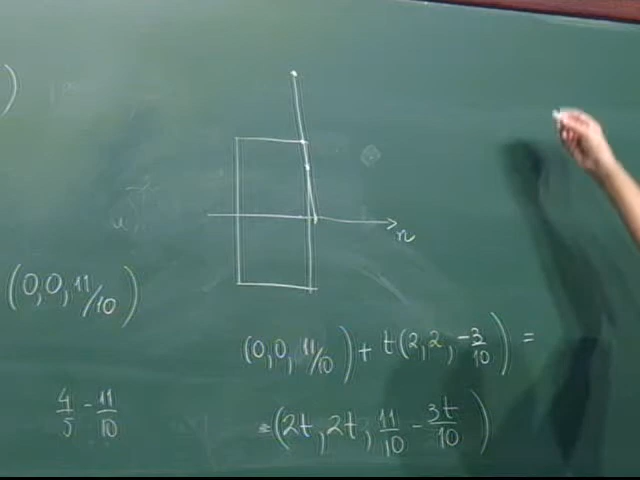 )
n
(0,0,11/10)
(0,0,11/10) + t(2,2,-3/10) =
4/5 - 11/10
=(2t,2t,11/10 - 3t/10)